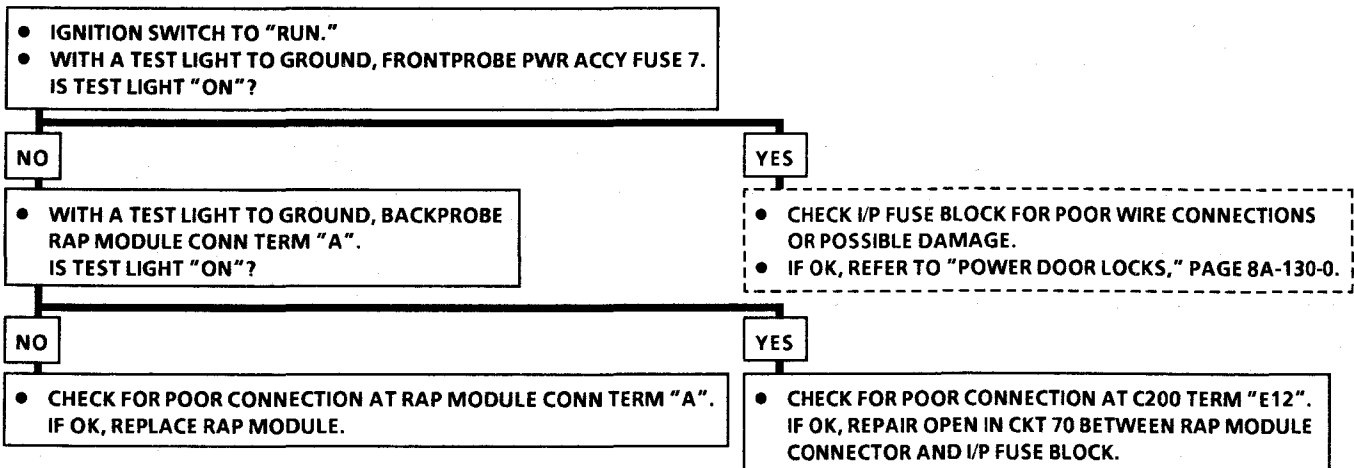 ● IGNITION SWITCH TO "RUN."
● WITH A TEST LIGHT TO GROUND, FRONTPROBE PWR ACCY FUSE 7.
IS TEST LIGHT "ON"?
NO
YES
● WITH A TEST LIGHT TO GROUND, BACKPROBE
RAP MODULE CONN TERM "A".
IS TEST LIGHT "ON"?
● CHECK I/P FUSE BLOCK FOR POOR WIRE CONNECTIONS
OR POSSIBLE DAMAGE.
● IF OK, REFER TO "POWER DOOR LOCKS," PAGE 8A-130-0.
NO
YES
● CHECK FOR POOR CONNECTION AT RAP MODULE CONN TERM "A".
IF OK, REPLACE RAP MODULE.
● CHECK FOR POOR CONNECTION AT C200 TERM "E12".
IF OK, REPAIR OPEN IN CKT 70 BETWEEN RAP MODULE
CONNECTOR AND I/P FUSE BLOCK.